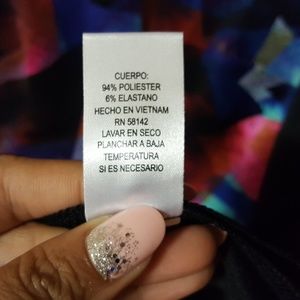 CUERPO:
94% POLIESTER
6% ELASTANO
HECHO EN VIETNAM
RN 58142
LAVAR EN SECO
PLANCHAR A BAJA
TEMPERATURA
SI ES NECESARIO